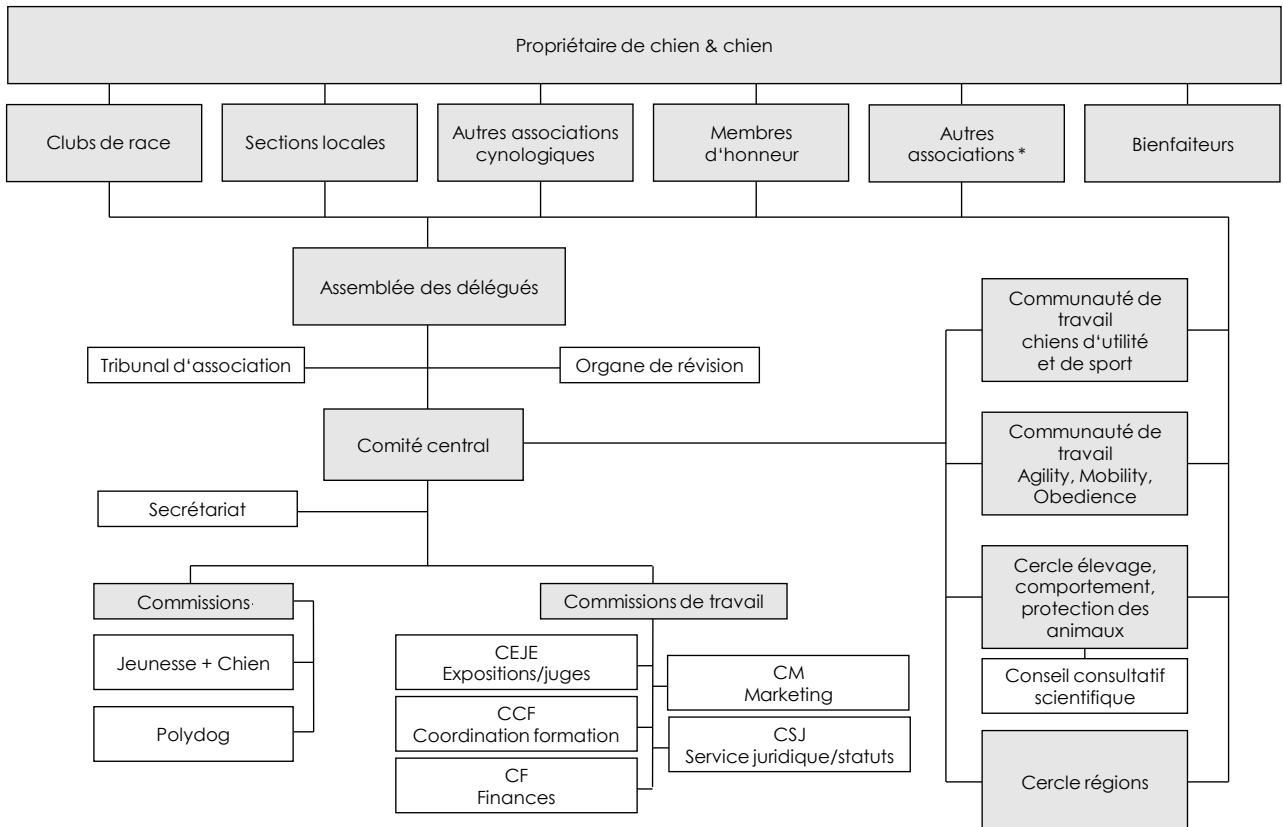 Propriétaire de chien & chien
Clubs de race
Sections locales
Autres associations
cynologiques
Membres
d‘honneur
Autres
associations *
Bienfaiteurs
Assemblée des délégués
Tribunal d‘association
Organe de révision
Comité central
Secrétariat
Commissions
Jeunesse + Chien
Polydog
Commissions de travail
CEJE
Expositions/juges
CCF
Coordination formation
CF
Finances
CM
Marketing
CSJ
Service juridique/statuts
Communauté de
travail
chiens d‘utilité
et de sport
Communauté de
travail
Agility, Mobility,
Obedience
Cercle élevage,
comportement,
protection des
animaux
Conseil consultatif
scientifique
Cercle régions